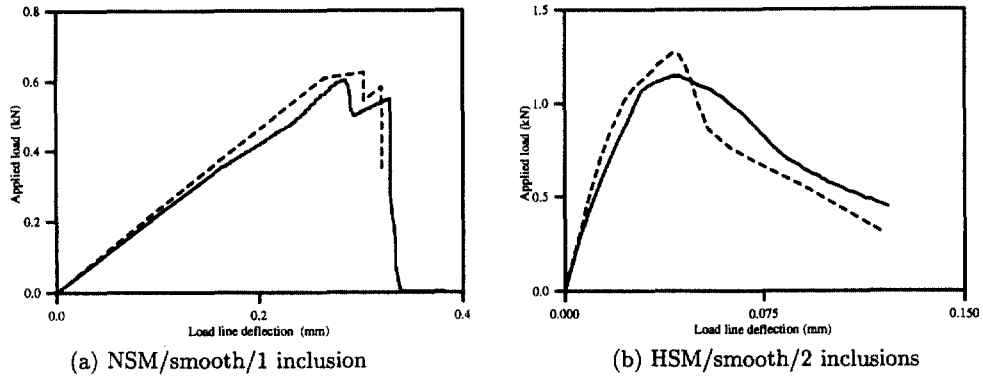 0.8
0.6
0.4
0.2
0.0
Applied load (kN)
0.0
0.2
0.4
Load line deflection (mm)
(a) NSM/smooth/1 inclusion
1.5
1.0
0.5
0.0
Applied load (kN)
0.000
0.075
0.150
Load line deflection (mm)
(b) HSM/smooth/2 inclusions